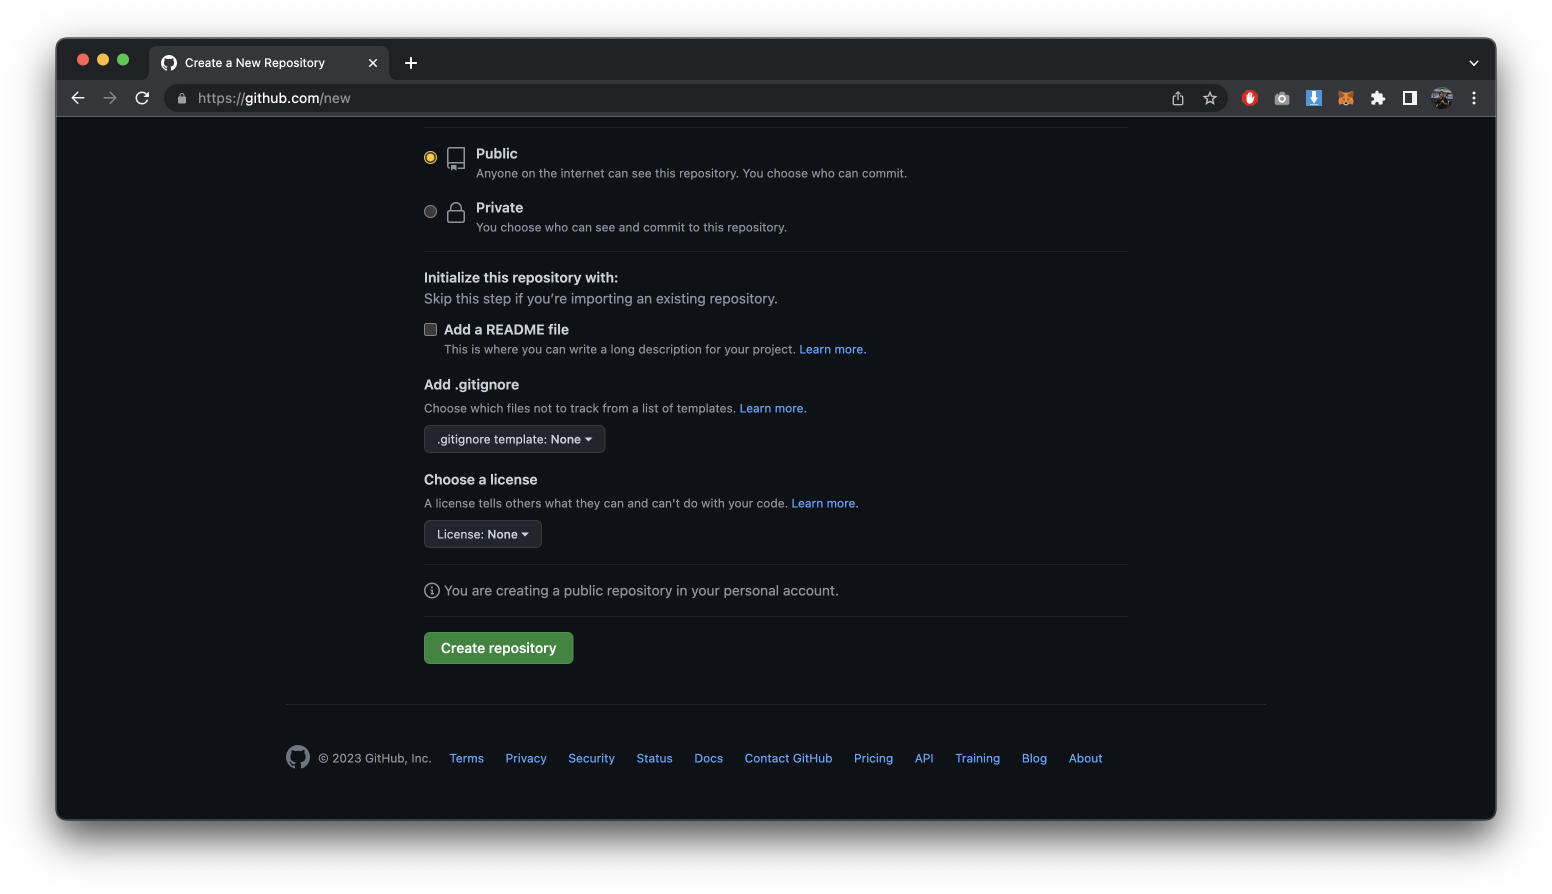 Create a New Repository
https://github.com/new
Public
Anyone on the internet can see this repository. You choose who can commit.
Private
You choose who can see and commit to this repository.
Initialize this repository with:
Skip this step if you’re importing an existing repository.
Add a README file
This is where you can write a long description for your project. Learn more.
Add .gitignore
Choose which files not to track from a list of templates. Learn more.
.gitignore template: None
Choose a license
A license tells others what they can and can't do with your code. Learn more.
License: None
You are creating a public repository in your personal account.
Create repository
© 2023 GitHub, Inc. Terms Privacy Security Status Docs Contact GitHub Pricing API Training Blog About